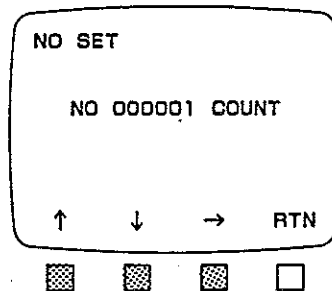 NO SET
NO 000001 COUNT
↑ ↓ → RTN